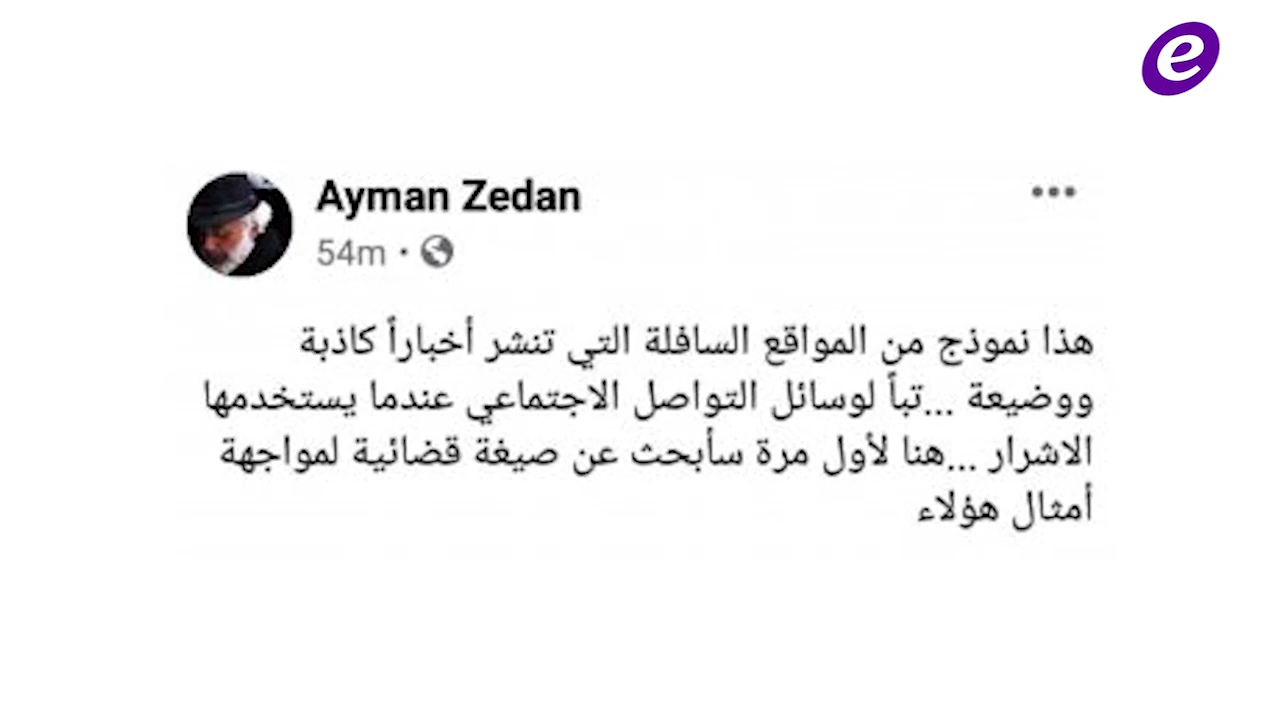 e
Ayman Zedan
54m ·
هذا نموذج من المواقع السافلة التي تنشر أخباراً كاذبة
ووضيعة ...تباً لوسائل التواصل الاجتماعي عندما يستخدمها
الاشرار ...هنا لأول مرة سأبحث عن صيغة قضائية لمواجهة
أمثال هؤلاء